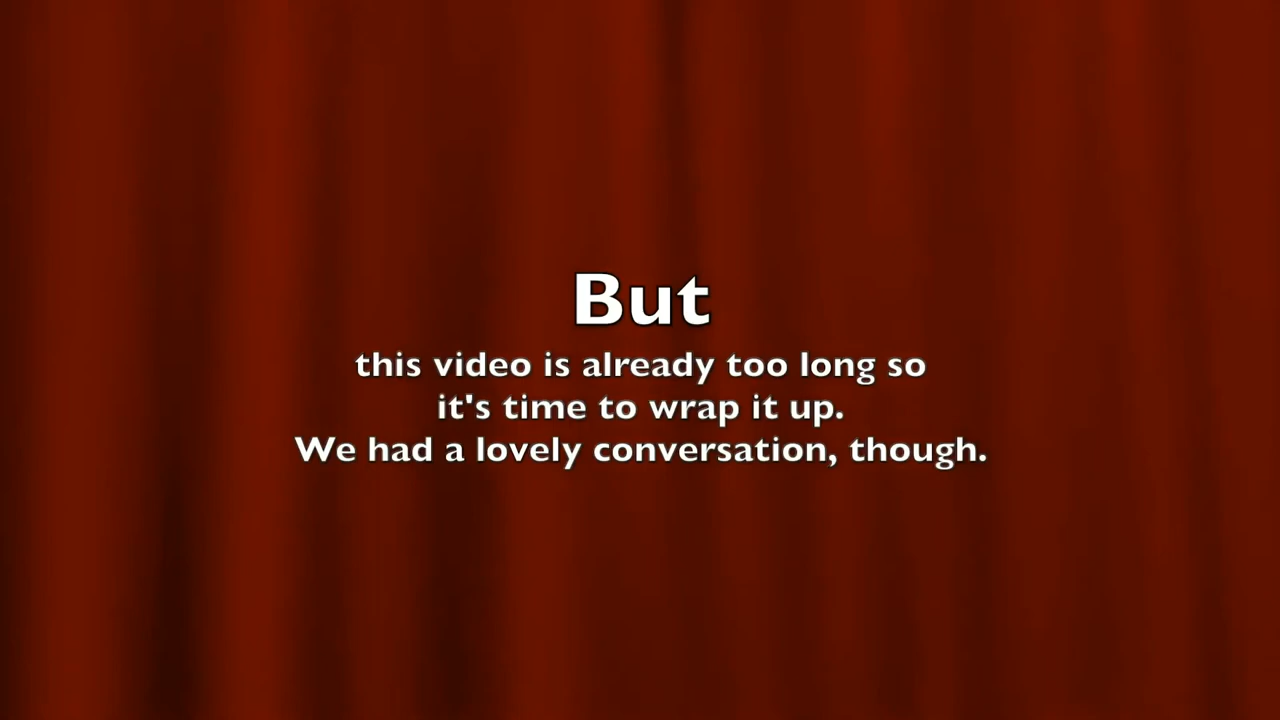 But
this video is already too long so
it's time to wrap it up.
We had a lovely conversation, though.